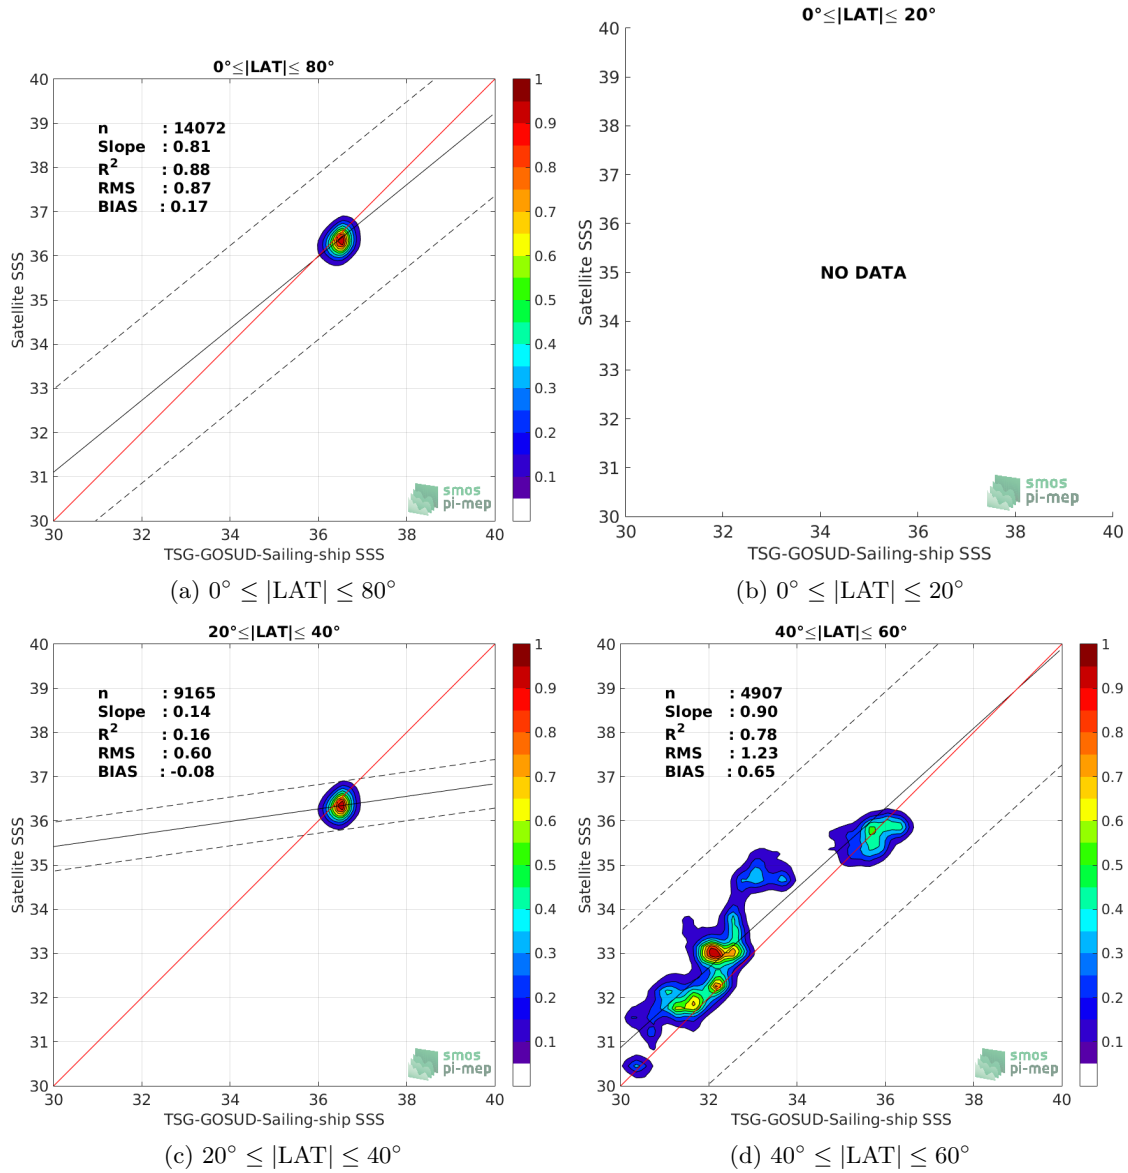 0°≤|LAT|≤ 80°
40
39
38
37
36
35
34
33
32
31
30
Satellite SSS
n : 14072
Slope : 0.81
R² : 0.88
RMS : 0.87
BIAS : 0.17
smos
pi-mep
30 32 34 36 38 40
TSG-GOSUD-Sailing-ship SSS
1
0.9
0.8
0.7
0.6
0.5
0.4
0.3
0.2
0.1
(a) 0° ≤ |LAT| ≤ 80°
0°≤|LAT|≤ 20°
40
39
38
37
36
35
34
33
32
31
30
Satellite SSS
NO DATA
smos
pi-mep
30 32 34 36 38 40
TSG-GOSUD-Sailing-ship SSS
(b) 0° ≤ |LAT| ≤ 20°
20°≤|LAT|≤ 40°
40
39
38
37
36
35
34
33
32
31
30
Satellite SSS
n : 9165
Slope : 0.14
R² : 0.16
RMS : 0.60
BIAS : -0.08
smos
pi-mep
30 32 34 36 38 40
TSG-GOSUD-Sailing-ship SSS
1
0.9
0.8
0.7
0.6
0.5
0.4
0.3
0.2
0.1
(c) 20° ≤ |LAT| ≤ 40°
40°≤|LAT|≤ 60°
40
39
38
37
36
35
34
33
32
31
30
Satellite SSS
n : 4907
Slope : 0.90
R² : 0.78
RMS : 1.23
BIAS : 0.65
smos
pi-mep
30 32 34 36 38 40
TSG-GOSUD-Sailing-ship SSS
1
0.9
0.8
0.7
0.6
0.5
0.4
0.3
0.2
0.1
(d) 40° ≤ |LAT| ≤ 60°